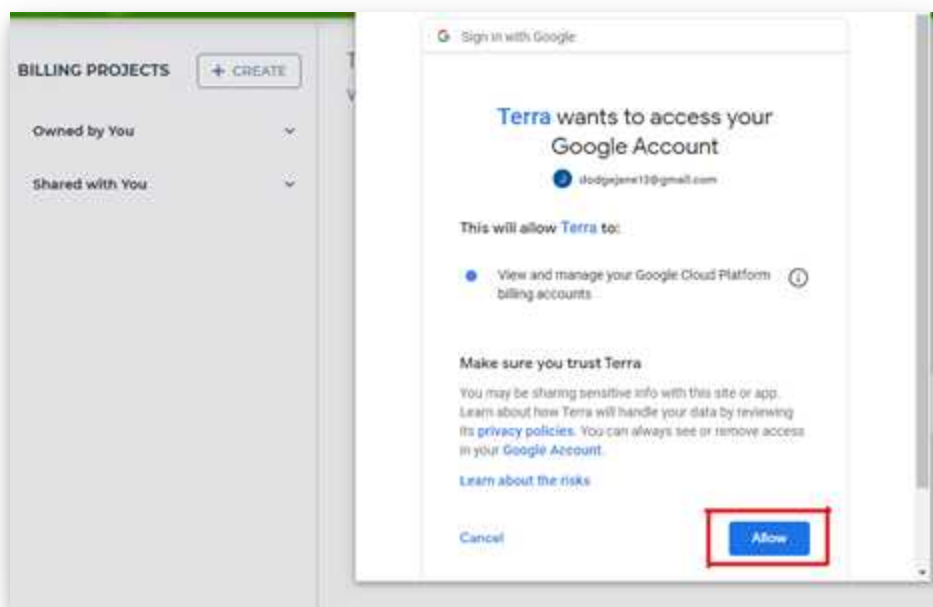 BILLING PROJECTS
+ CREATE
Owned by You
Shared with You
T
V
Sign in with Google
Terra wants to access your
Google Account
J
dodgejane13@gmail.com
This will allow Terra to:
View and manage your Google Cloud Platform
billing accounts
Make sure you trust Terra
You may be sharing sensitive info with this site or app.
Learn about how Terra will handle your data by reviewing
its privacy policies. You can always see or remove access
in your Google Account.
Learn about the risks
Cancel
Allow